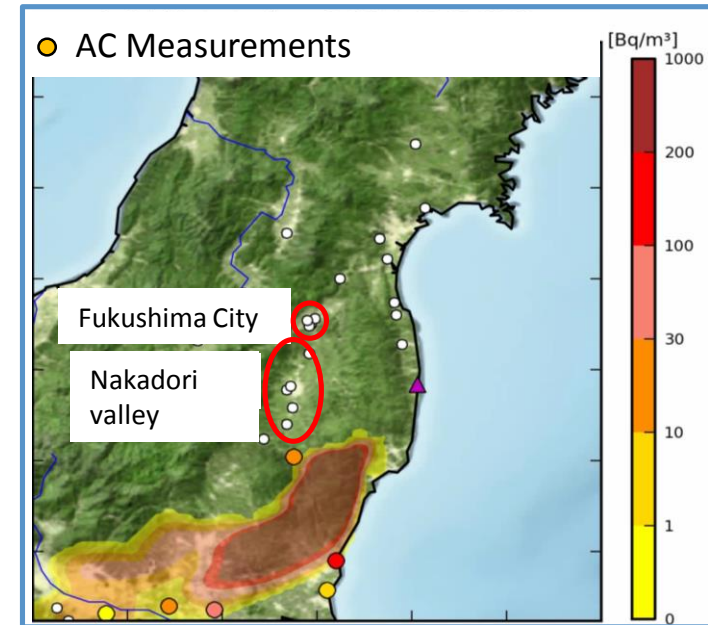 AC Measurements
[Bq/m³]
1000
200
100
30
10
1
0
Fukushima City
Nakadori
valley